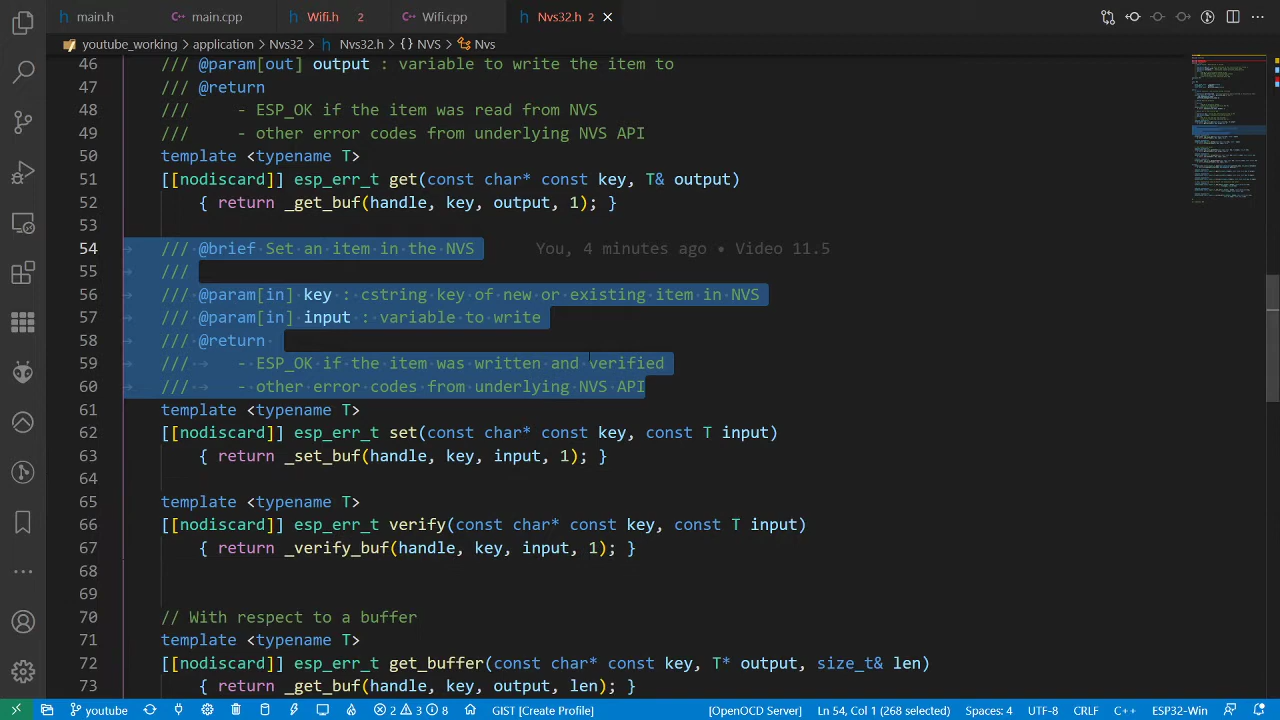 main.h
main.cpp
Wifi.h 2
Wifi.cpp
Nvs32.h 2
youtube_working > application > Nvs32 > Nvs32.h > {} NVS > Nvs
46 /// @param[out] output : variable to write the item to
47 /// @return
48 /// - ESP_OK if the item was read from NVS
49 /// - other error codes from underlying NVS API
50 template <typename T>
51 [[nodiscard]] esp_err_t get(const char* const key, T& output)
52 { return _get_buf(handle, key, output, 1); }
53
54 /// @brief Set an item in the NVS You, 4 minutes ago • Video 11.5
55 ///
56 /// @param[in] key : cstring key of new or existing item in NVS
57 /// @param[in] input : variable to write
58 /// @return
59 /// - ESP_OK if the item was written and verified
60 /// - other error codes from underlying NVS API
61 template <typename T>
62 [[nodiscard]] esp_err_t set(const char* const key, const T input)
63 { return _set_buf(handle, key, input, 1); }
64
65 template <typename T>
66 [[nodiscard]] esp_err_t verify(const char* const key, const T input)
67 { return _verify_buf(handle, key, input, 1); }
68
69
70 // With respect to a buffer
71 template <typename T>
72 [[nodiscard]] esp_err_t get_buffer(const char* const key, T* output, size_t& len)
73 { return _get_buf(handle, key, output, len); }
youtube 2 3 8 GIST [Create Profile] [OpenOCD Server] Ln 54, Col 1 (268 selected) Spaces: 4 UTF-8 CRLF C++ ESP32-Win